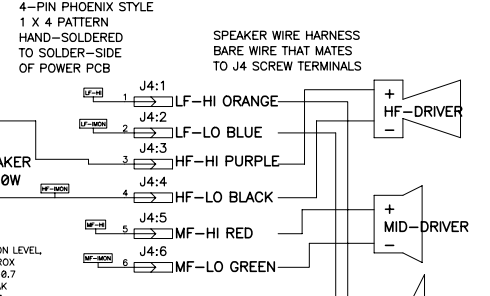 4-PIN PHOENIX STYLE
1 X 4 PATTERN
HAND-SOLDERED
TO SOLDER-SIDE
OF POWER PCB
SPEAKER WIRE HARNESS
BARE WIRE THAT MATES
TO J4 SCREW TERMINALS
LF-HI
1
J4:1
LF-HI ORANGE
+
HF-DRIVER
−
LF-IMON
2
J4:2
LF-LO BLUE
3
J4:3
HF-HI PURPLE
AKER
0W
HF-IMON
4
J4:4
HF-LO BLACK
MF-HI
5
J4:5
MF-HI RED
+
MID-DRIVER
−
ON LEVEL,
ROX
0.7
AK
MF-IMON
6
J4:6
MF-LO GREEN